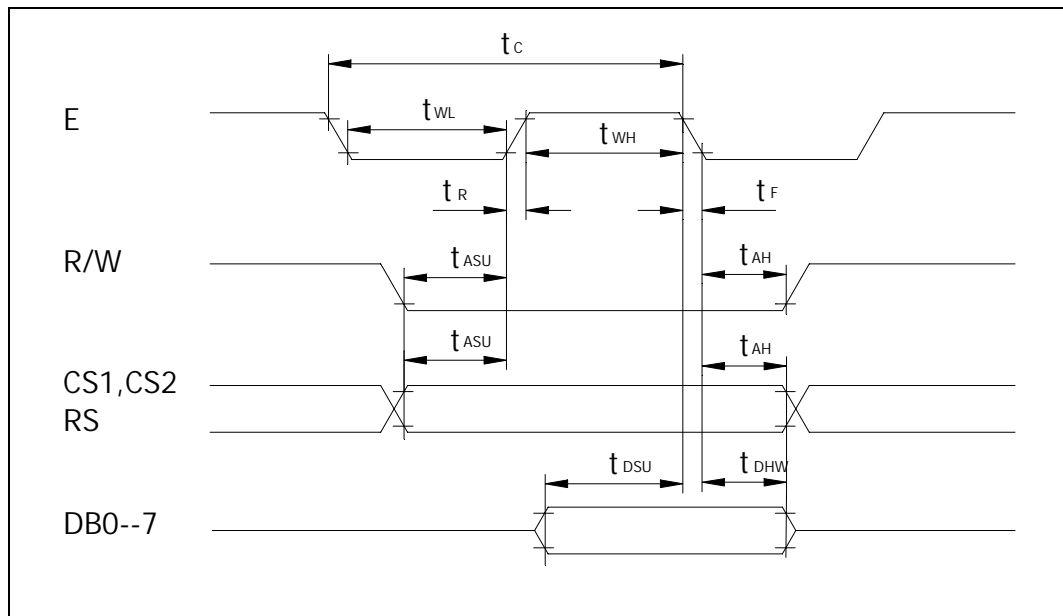 tC
E
tWL
tWH
tR
tF
R/W
tASU
tAH
tASU
tAH
CS1,CS2
RS
tDSU
tDHW
DB0--7